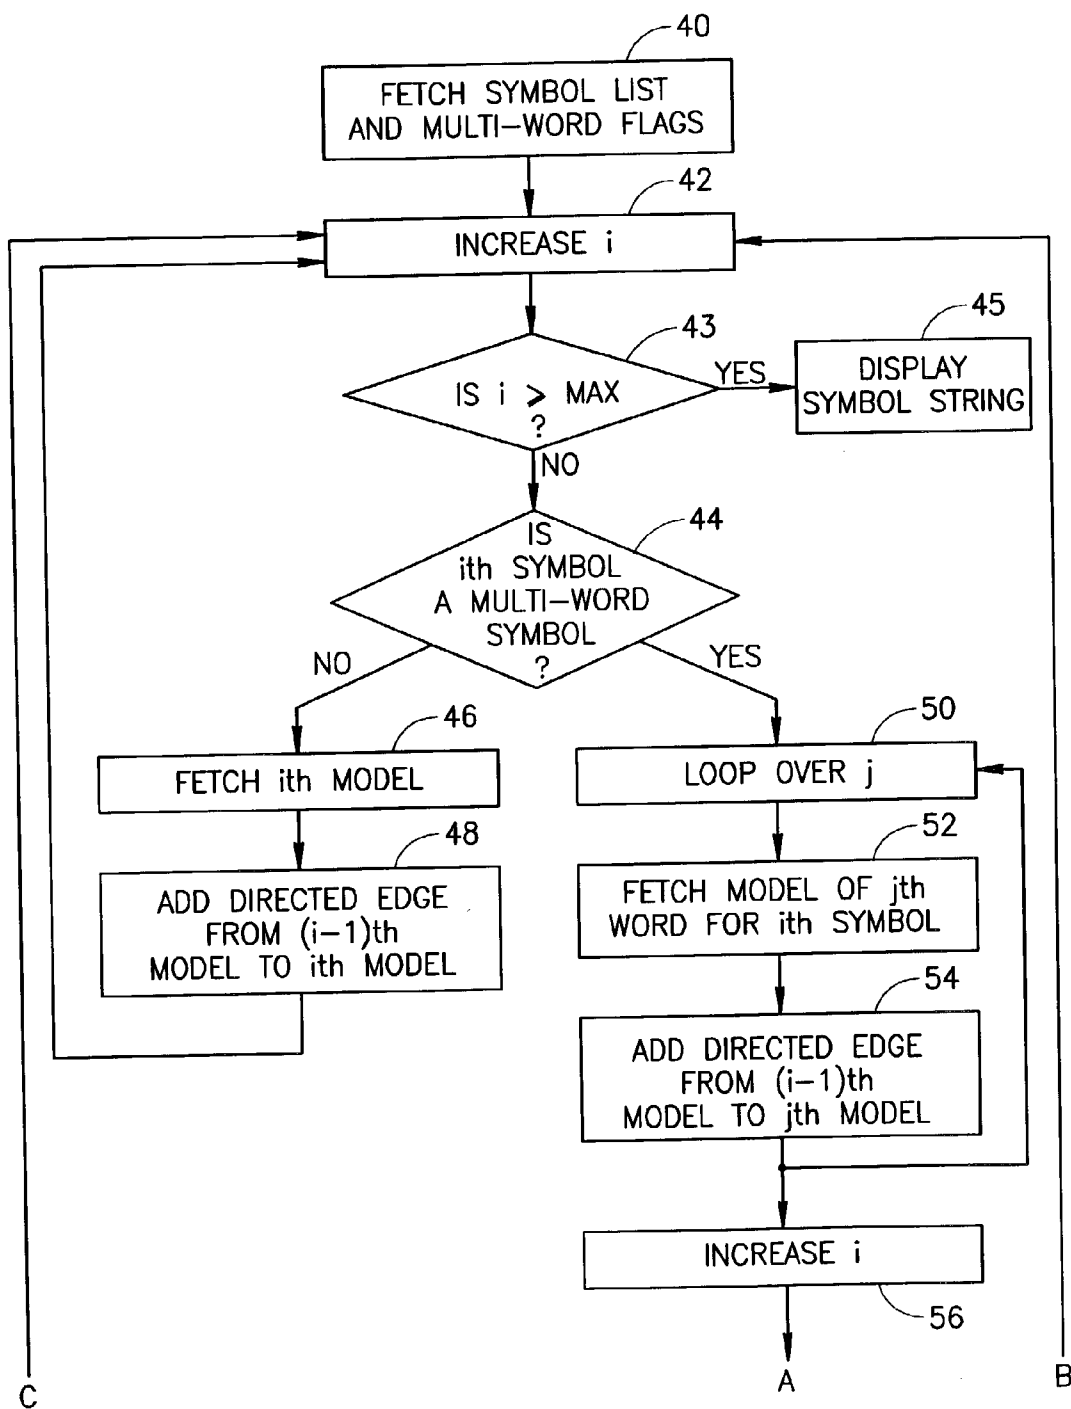 40
FETCH SYMBOL LIST
AND MULTI-WORD FLAGS
42
INCREASE i
43
IS i ⩾ MAX
?
YES
45
DISPLAY
SYMBOL STRING
NO
44
IS
ith SYMBOL
A MULTI-WORD
SYMBOL
?
NO
YES
46
FETCH ith MODEL
48
ADD DIRECTED EDGE
FROM (i-1)th
MODEL TO ith MODEL
50
LOOP OVER j
52
FETCH MODEL OF jth
WORD FOR ith SYMBOL
54
ADD DIRECTED EDGE
FROM (i-1)th
MODEL TO jth MODEL
INCREASE i
56
C
A
B